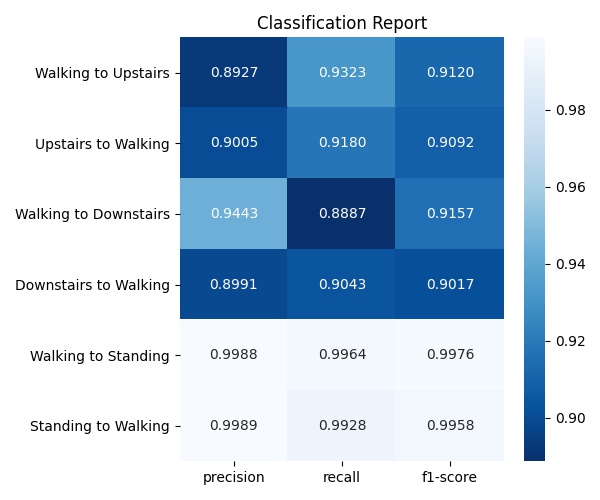 Classification Report
Walking to Upstairs 0.8927 0.9323 0.9120
Upstairs to Walking 0.9005 0.9180 0.9092
Walking to Downstairs 0.9443 0.8887 0.9157
Downstairs to Walking 0.8991 0.9043 0.9017
Walking to Standing 0.9988 0.9964 0.9976
Standing to Walking 0.9989 0.9928 0.9958
precision recall f1-score
0.98
0.96
0.94
0.92
0.90